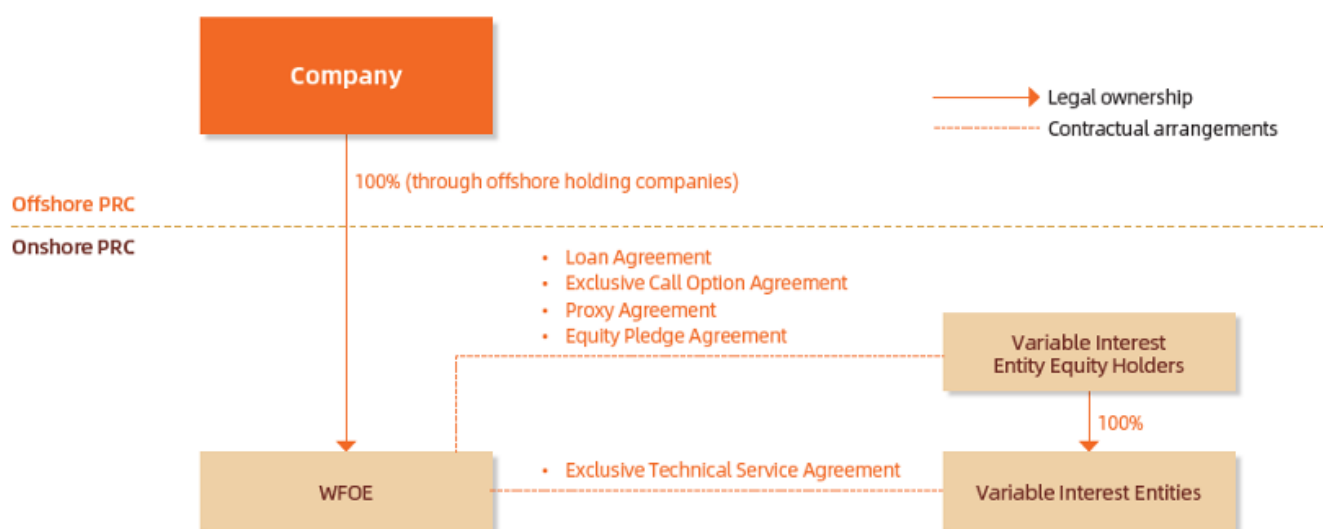 Company
Legal ownership
Contractual arrangements
100% (through offshore holding companies)
Offshore PRC
Onshore PRC
• Loan Agreement
• Exclusive Call Option Agreement
• Proxy Agreement
• Equity Pledge Agreement
Variable Interest
Entity Equity Holders
100%
• Exclusive Technical Service Agreement
WFOE
Variable Interest Entities